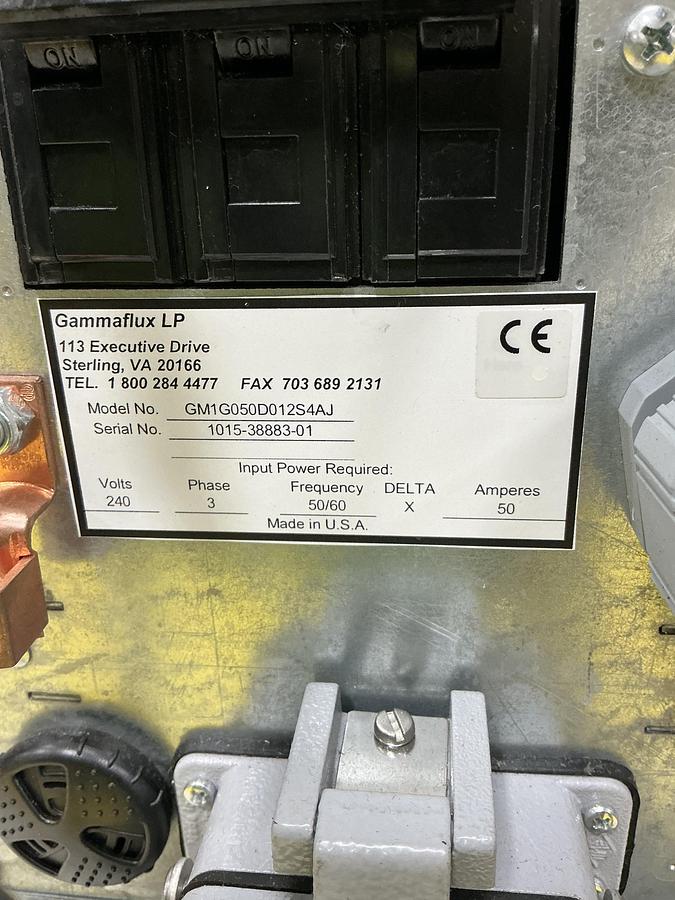 ON ON ON
Gammaflux LP
113 Executive Drive
Sterling, VA 20166
TEL. 1 800 284 4477 FAX 703 689 2131
CE
Model No. GM1G050D012S4AJ
Serial No. 1015-38883-01
Input Power Required:
Volts Phase Frequency DELTA Amperes
240 3 50/60 X 50
Made in U.S.A.